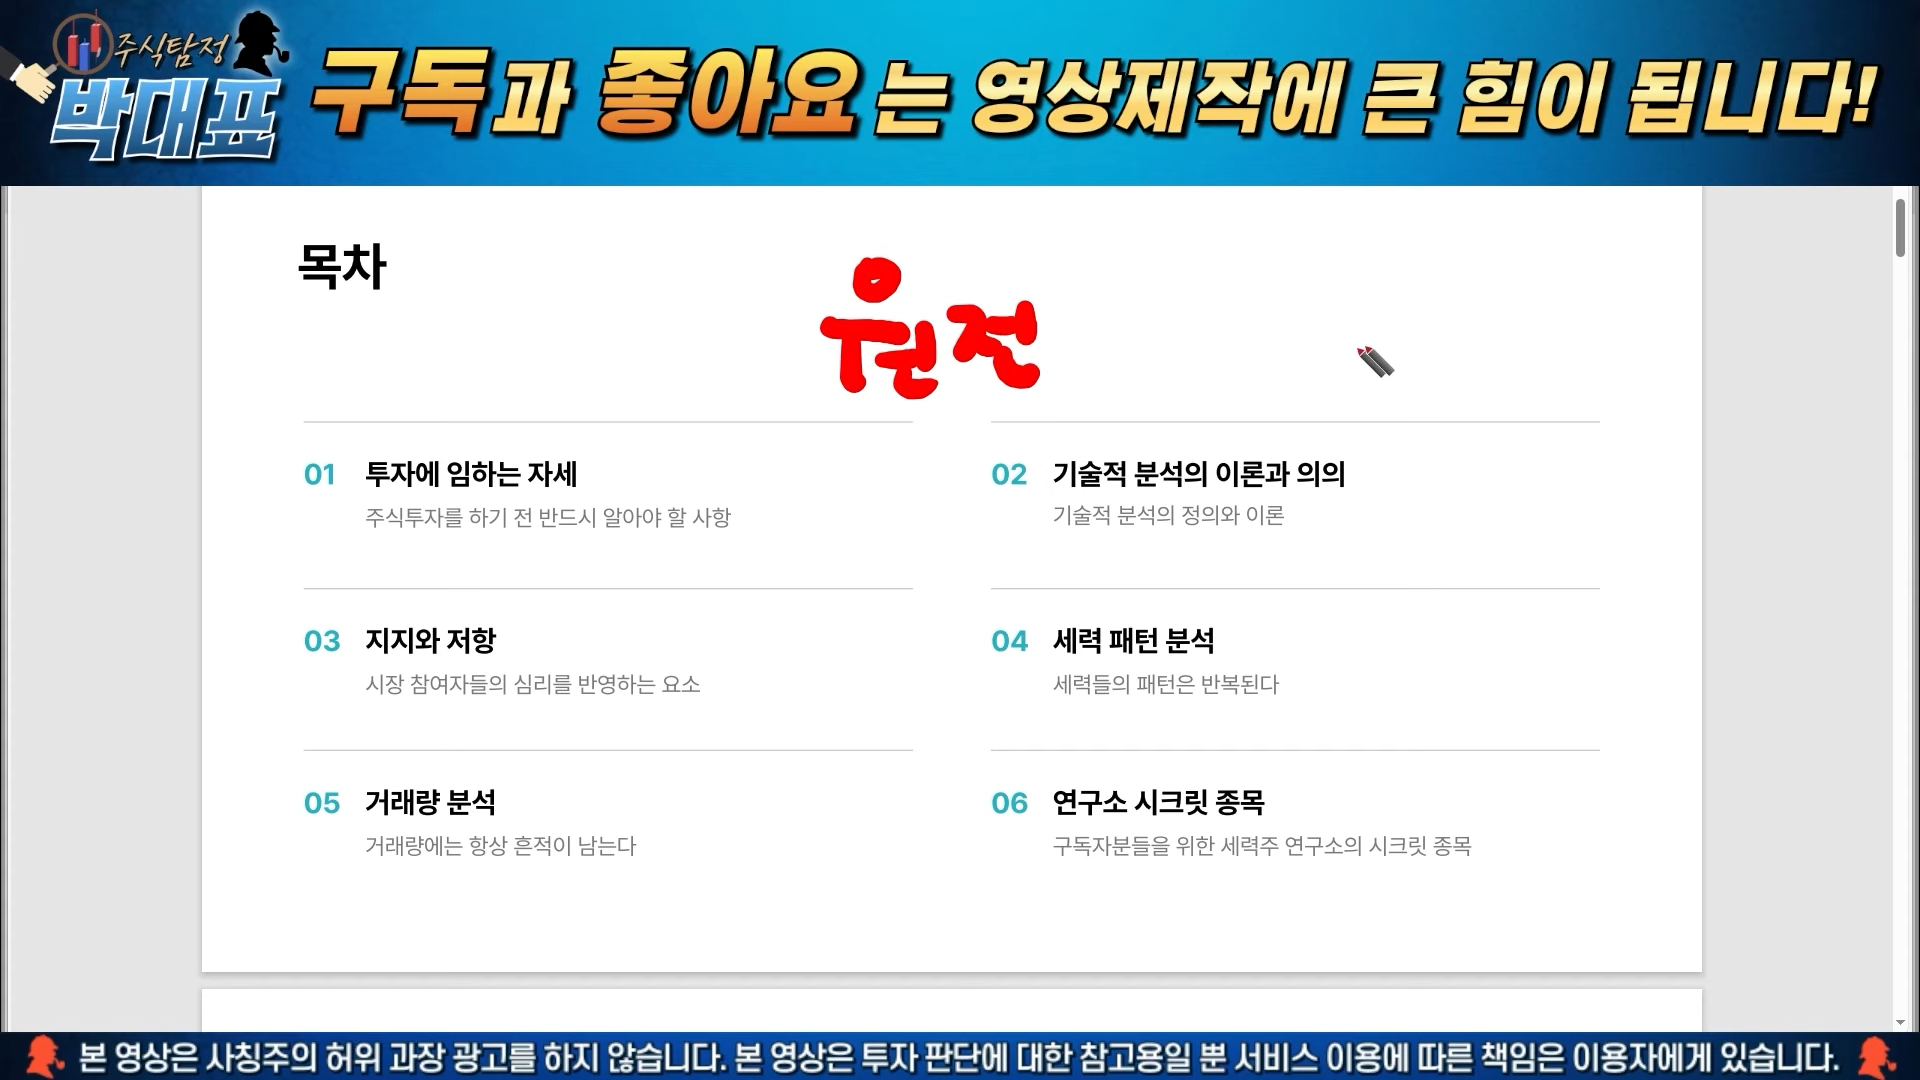 주식탐정
박대표
구독과 좋아요는 영상제작에 큰 힘이 됩니다!
목차
원전
01 투자에 임하는 자세
주식투자를 하기 전 반드시 알아야 할 사항
02 기술적 분석의 이론과 의의
기술적 분석의 정의와 이론
03 지지와 저항
시장 참여자들의 심리를 반영하는 요소
04 세력 패턴 분석
세력들의 패턴은 반복된다
05 거래량 분석
거래량에는 항상 흔적이 남는다
06 연구소 시크릿 종목
구독자분들을 위한 세력주 연구소의 시크릿 종목
본 영상은 사칭주의 허위 과장 광고를 하지 않습니다. 본 영상은 투자 판단에 대한 참고용일 뿐 서비스 이용에 따른 책임은 이용자에게 있습니다.